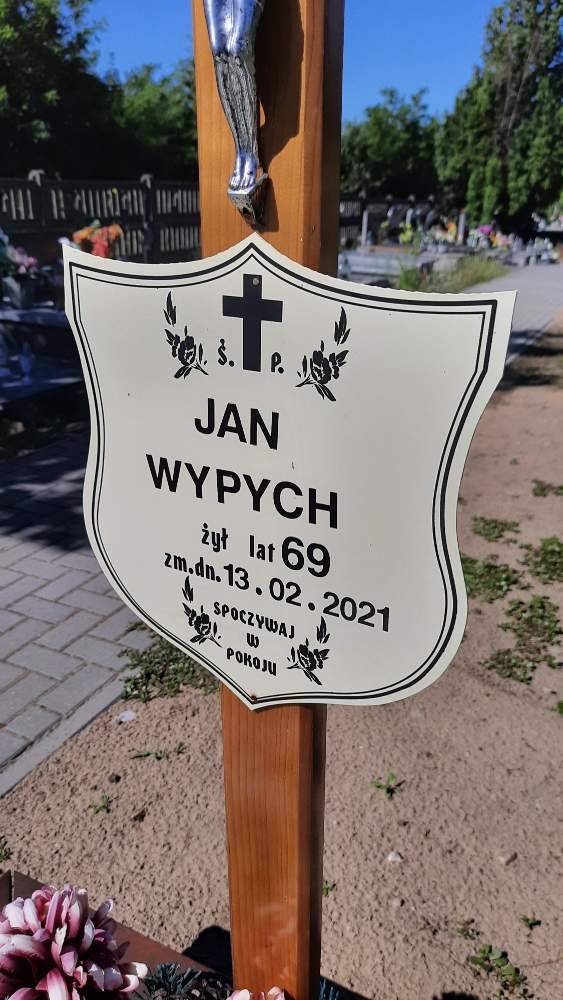 Ś. P.
JAN
WYPYCH
żył lat 69
zm.dn. 13.02.2021
SPOCZYWAJ
W
POKOJU